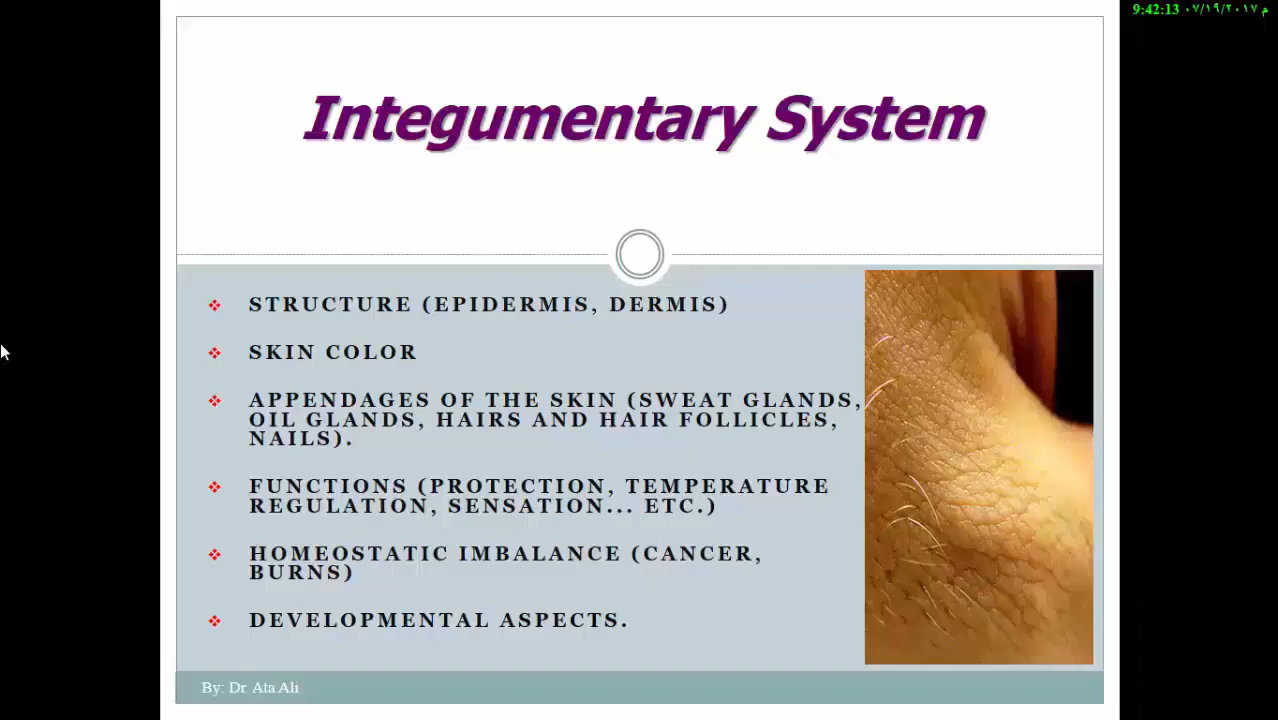 9:42:13 م ٠٧/١٩/٢٠١٧
Integumentary System
STRUCTURE (EPIDERMIS, DERMIS)
SKIN COLOR
APPENDAGES OF THE SKIN (SWEAT GLANDS,
OIL GLANDS, HAIRS AND HAIR FOLLICLES,
NAILS).
FUNCTIONS (PROTECTION, TEMPERATURE
REGULATION, SENSATION... ETC.)
HOMEOSTATIC IMBALANCE (CANCER,
BURNS)
DEVELOPMENTAL ASPECTS.
By: Dr. Ata Ali